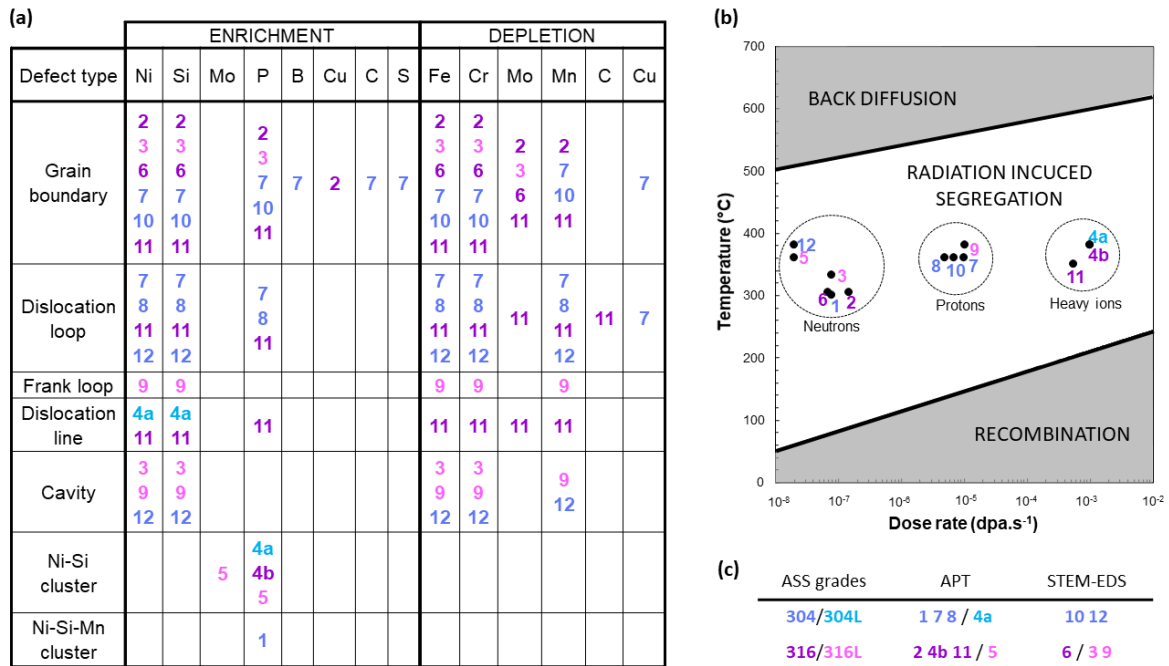 (a)
ENRICHMENT DEPLETION
Defect type Ni Si Mo P B Cu C S Fe Cr Mo Mn C Cu
Grain boundary 2 3 6 7 10 11 2 3 6 7 10 11 2 3 7 10 11 7 2 7 7 2 3 6 7 10 11 2 3 6 7 10 11 2 3 6 11 2 7 10 11 7
Dislocation loop 7 8 11 12 7 8 11 12 7 8 11 7 8 11 12 7 8 11 12 11 7 8 11 12 11 7
Frank loop 9 9 9 9 9
Dislocation line 4a 11 4a 11 11 11 11 11 11
Cavity 3 9 12 3 9 12 3 9 12 3 9 12 9 12
Ni-Si cluster 5 4a 4b 5
Ni-Si-Mn cluster 1
(b)
Temperature (°C)
700
600
500
400
300
200
100
0
BACK DIFFUSION
RADIATION INCUCED
SEGREGATION
12
5
3
6
1
2
Neutrons
8
10
7
9
Protons
4a
4b
11
Heavy ions
RECOMBINATION
10⁻⁸ 10⁻⁷ 10⁻⁶ 10⁻⁵ 10⁻⁴ 10⁻³ 10⁻²
Dose rate (dpa.s⁻¹)
(c)
ASS grades APT STEM-EDS
304/304L 1 7 8 / 4a 10 12
316/316L 2 4b 11 / 5 6 / 3 9